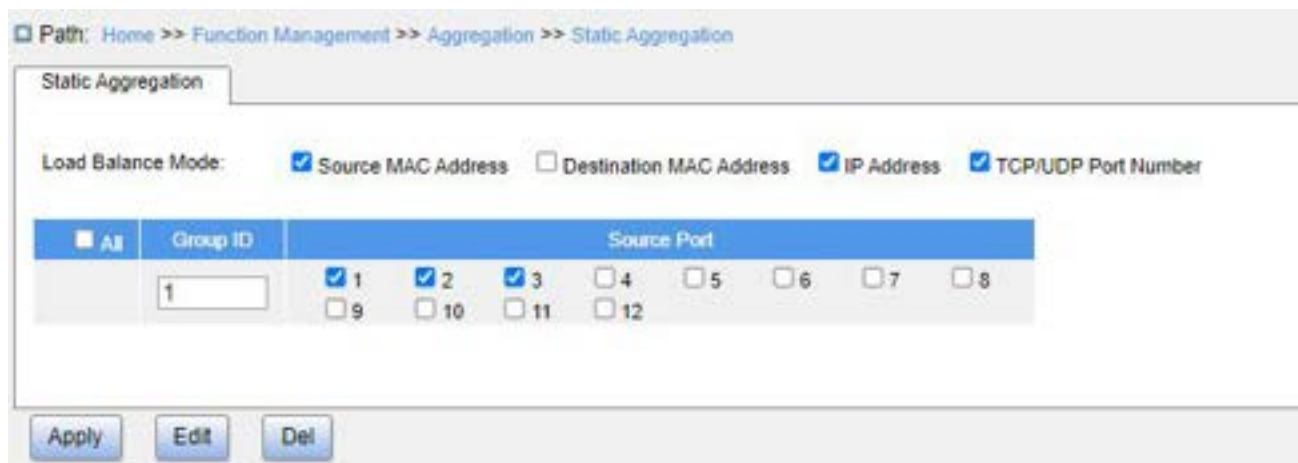 Path: Home >> Function Management >> Aggregation >> Static Aggregation
Static Aggregation
Load Balance Mode: Source MAC Address Destination MAC Address IP Address TCP/UDP Port Number
All Group ID Source Port
1 1 2 3 4 5 6 7 8
9 10 11 12
Apply Edit Del